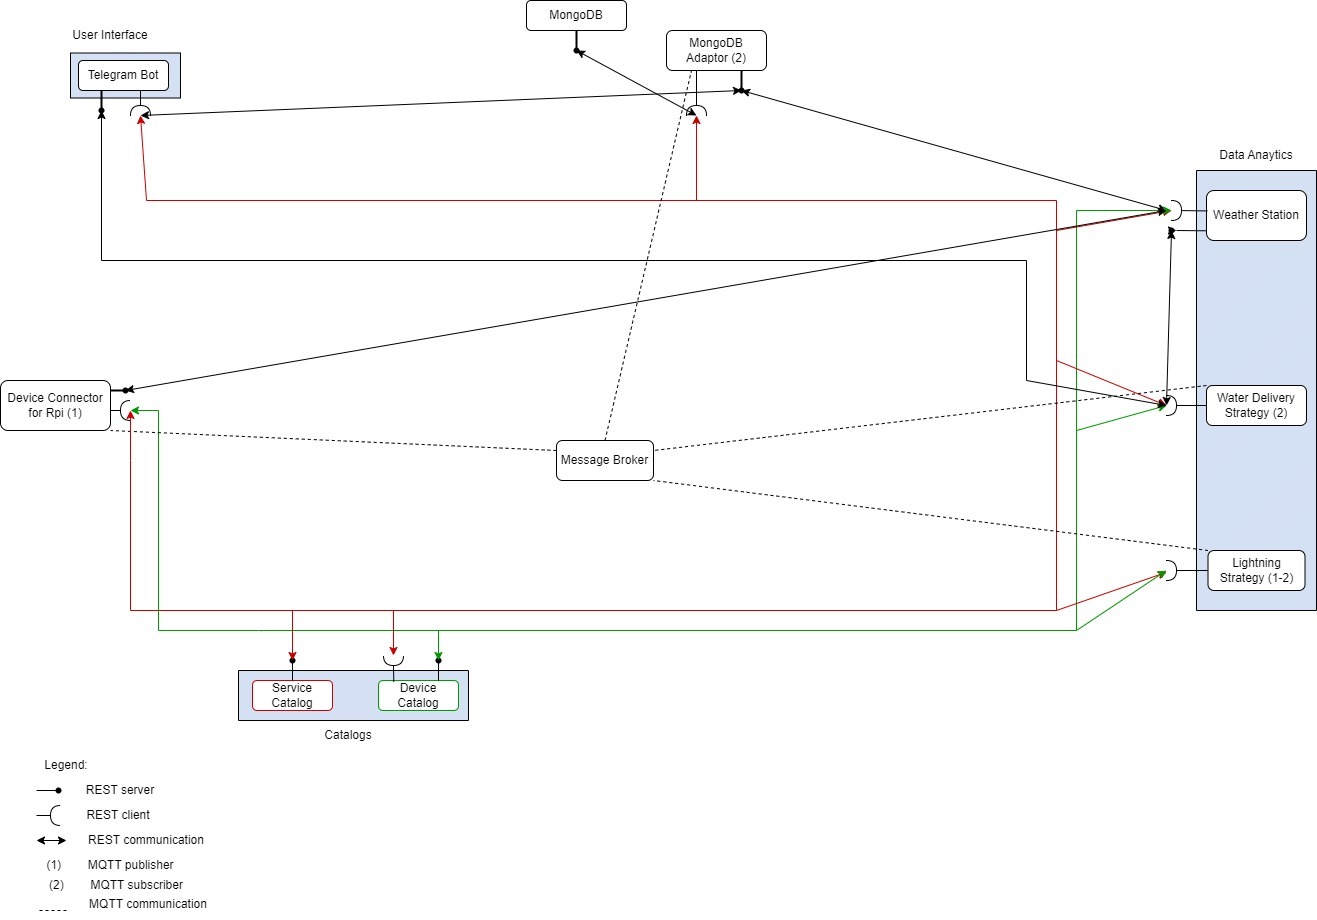 MongoDB
User Interface
MongoDB
Adaptor (2)
Telegram Bot
Data Anaytics
Weather Station
Device Connector
for Rpi (1)
Water Delivery
Strategy (2)
Message Broker
Lightning
Strategy (1-2)
Service
Catalog
Device
Catalog
Catalogs
Legend:
REST server
REST client
REST communication
(1) MQTT publisher
(2) MQTT subscriber
MQTT communication